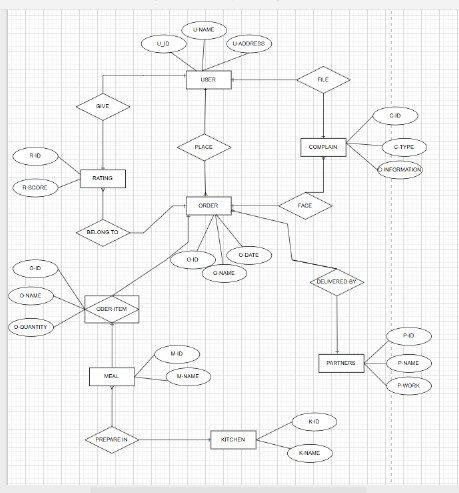 U-NAME
U_ID
U-ADDRESS
USER
FILE
GIVE
C-ID
PLACE
COMPLAIN
C-TYPE
R-ID
C-INFORMATION
RATING
R-SCORE
ORDER
FACE
BELONG TO
O-DATE
O-ID
O-NAME
O-ID
DELIVERED BY
O-NAME
ODER-ITEM
O-QUANTITY
P-ID
M-ID
PARTNERS
P-NAME
MEAL
M-NAME
P-WORK
K-ID
PREPARE IN
KITCHEN
K-NAME